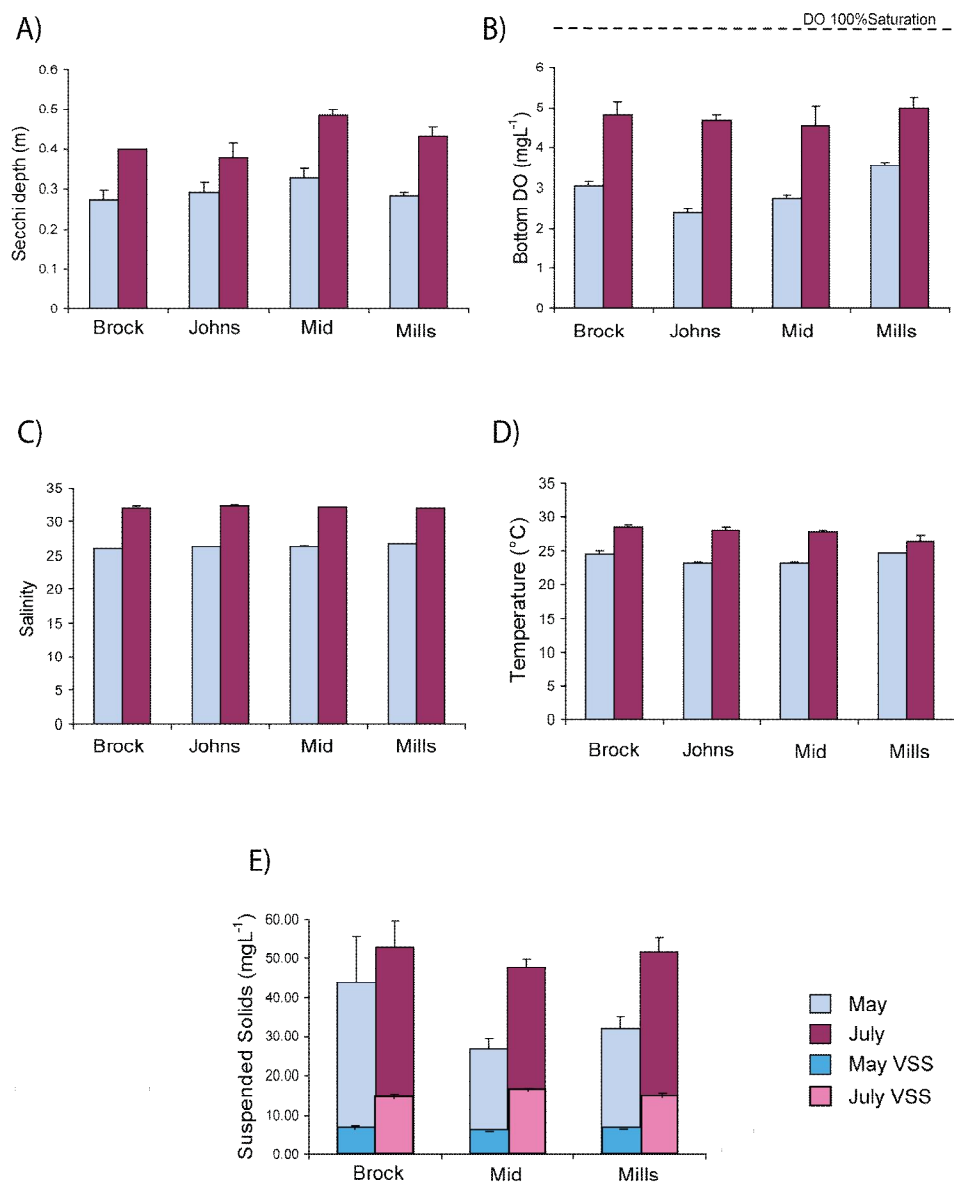 A)
0.6
0.5
0.4
0.3
0.2
0.1
0
Secchi depth (m)
Brock Johns Mid Mills
B)
DO 100%Saturation
6
5
4
3
2
1
0
Bottom DO (mgL-1)
Brock Johns Mid Mills
C)
35
30
25
20
15
10
5
0
Salinity
Brock Johns Mid Mills
D)
35
30
25
20
15
10
5
0
Temperature (°C)
Brock Johns Mid Mills
E)
60.00
50.00
40.00
30.00
20.00
10.00
0.00
Suspended Solids (mgL-1)
Brock Mid Mills
May
July
May VSS
July VSS